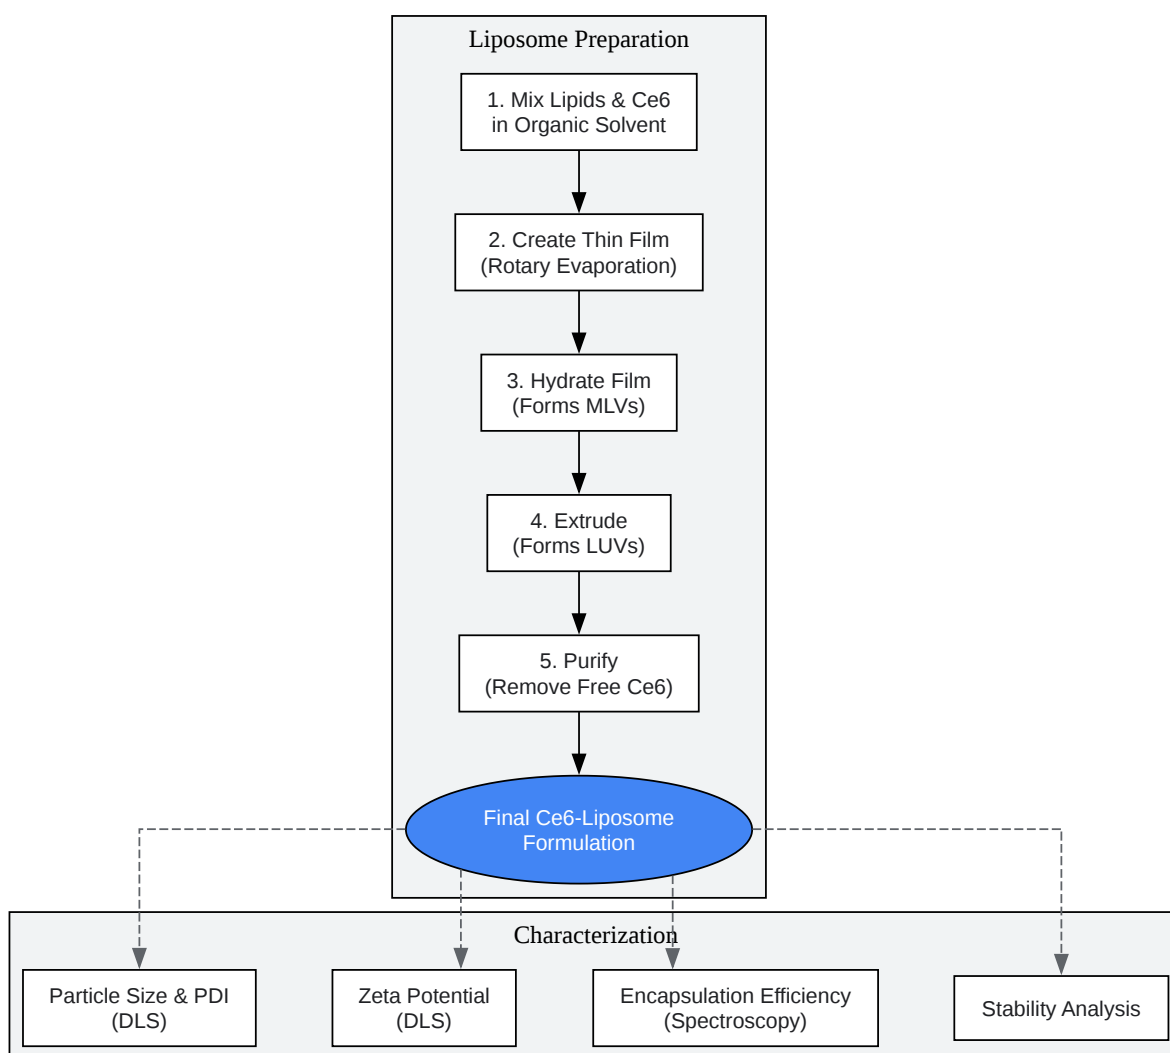 Liposome Preparation
1. Mix Lipids & Ce6
in Organic Solvent
2. Create Thin Film
(Rotary Evaporation)
3. Hydrate Film
(Forms MLVs)
4. Extrude
(Forms LUVs)
5. Purify
(Remove Free Ce6)
Final Ce6-Liposome
Formulation
Characterization
Particle Size & PDI
(DLS)
Zeta Potential
(DLS)
Encapsulation Efficiency
(Spectroscopy)
Stability Analysis